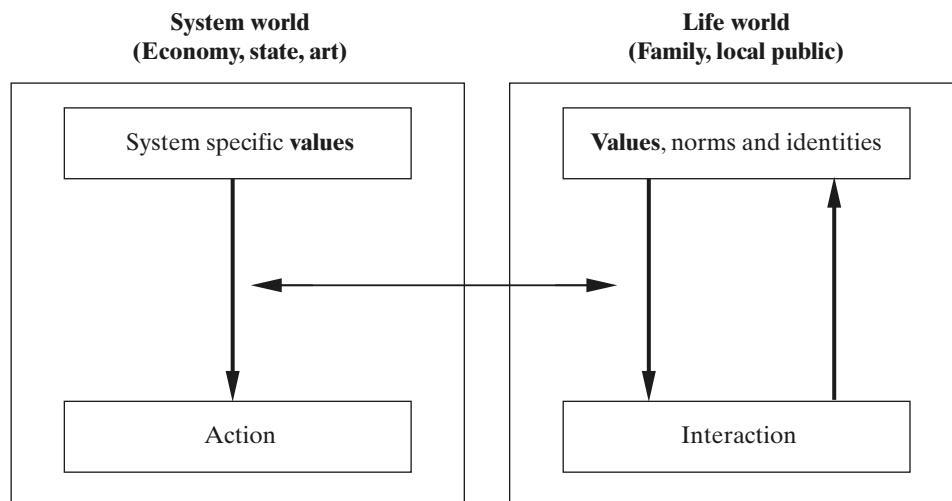 System world
(Economy, state, art)
Life world
(Family, local public)
System specific values
Values, norms and identities
Action
Interaction